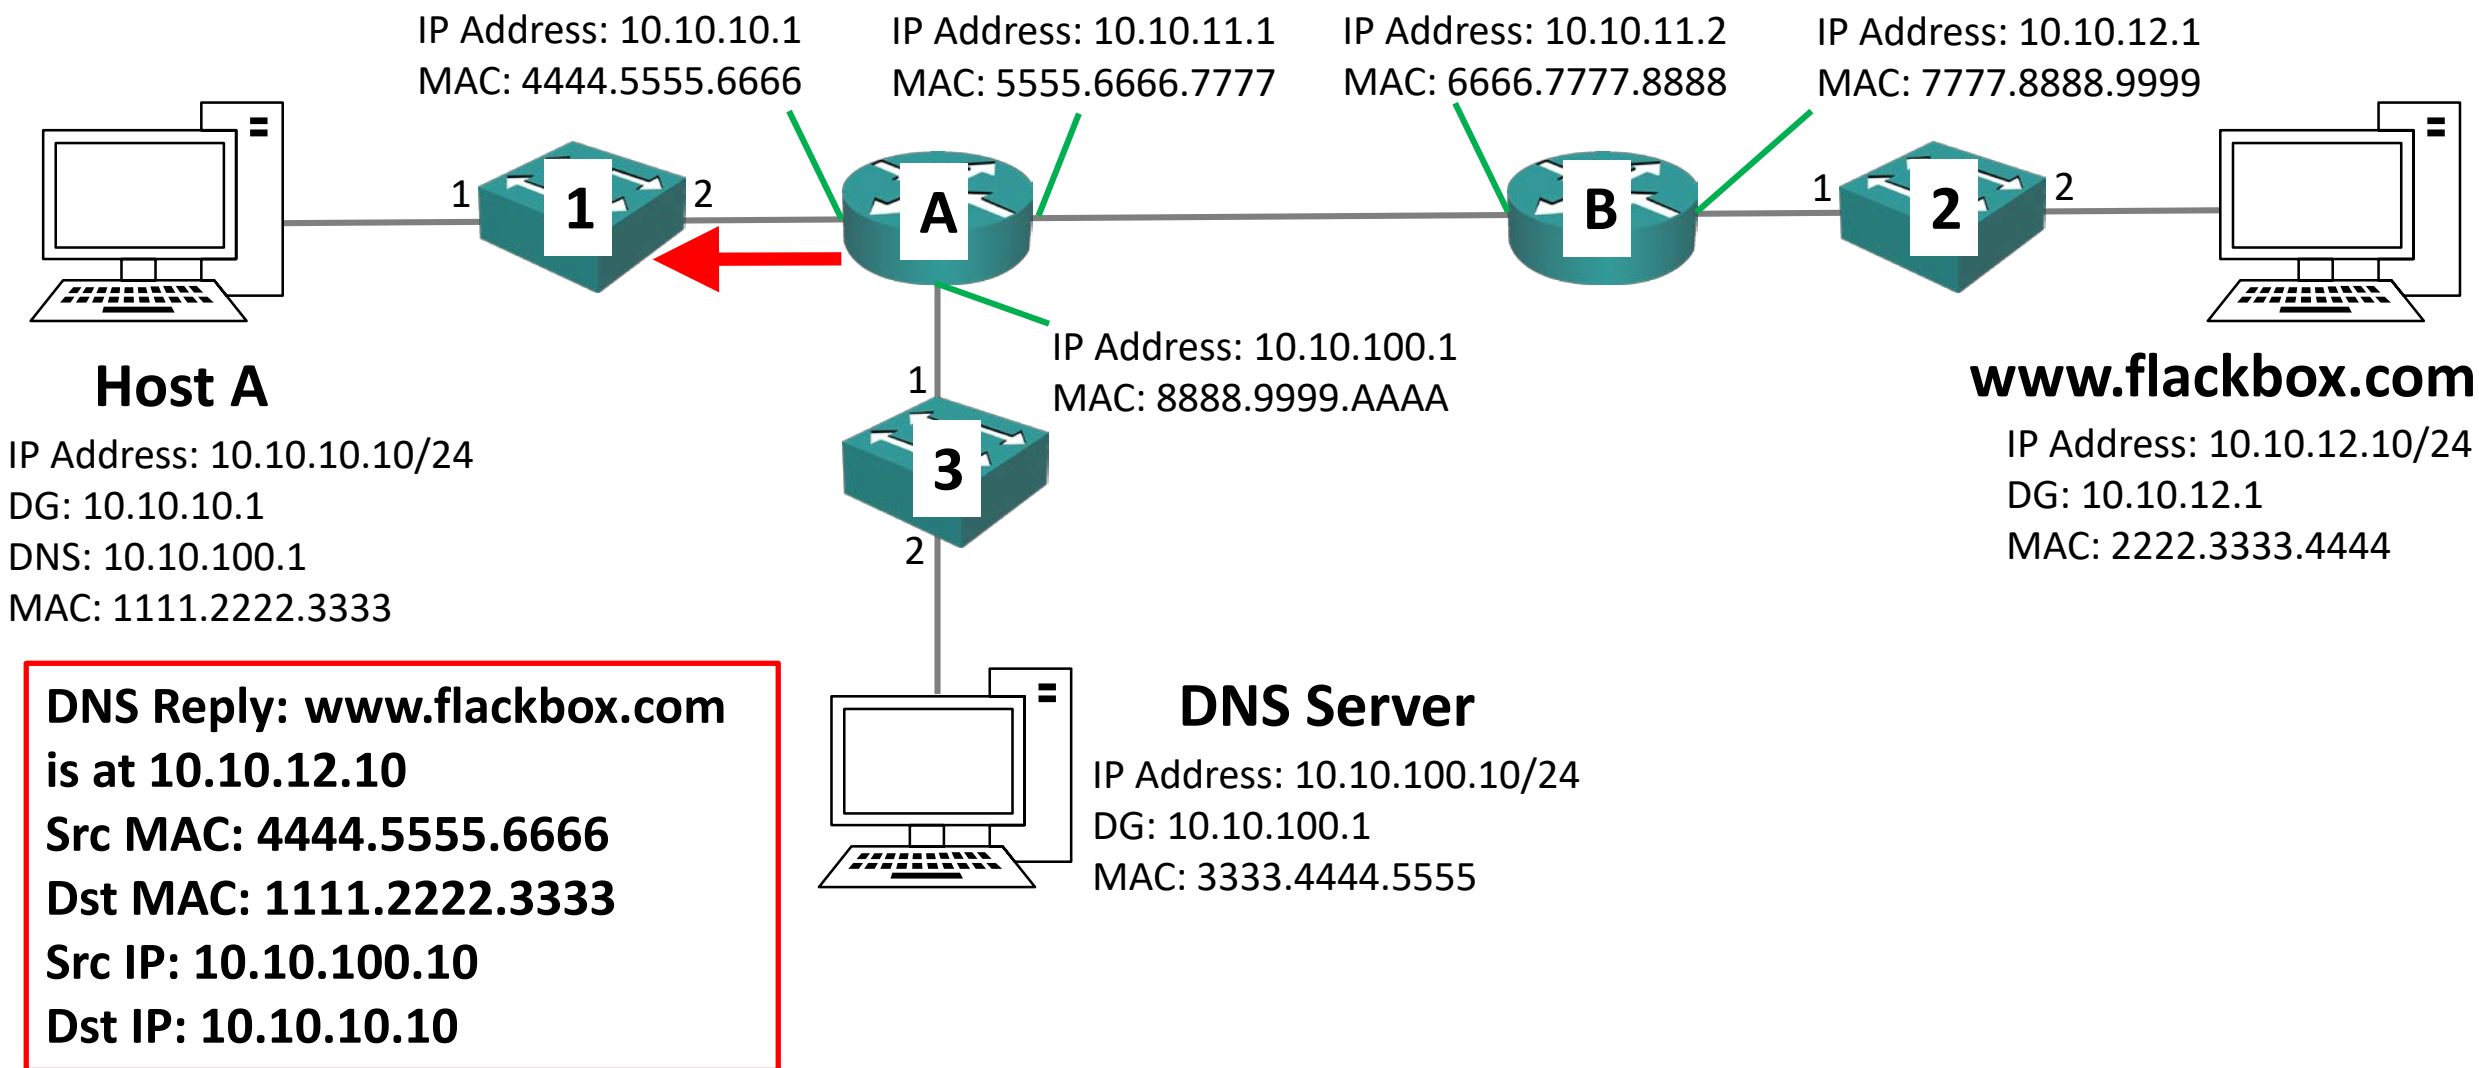 IP Address: 10.10.10.1
MAC: 4444.5555.6666
IP Address: 10.10.11.1
MAC: 5555.6666.7777
IP Address: 10.10.11.2
MAC: 6666.7777.8888
IP Address: 10.10.12.1
MAC: 7777.8888.9999
1
1
2
A
B
1
2
2
Host A
IP Address: 10.10.10.10/24
DG: 10.10.10.1
DNS: 10.10.100.1
MAC: 1111.2222.3333
IP Address: 10.10.100.1
MAC: 8888.9999.AAAA
1
3
2
www.flackbox.com
IP Address: 10.10.12.10/24
DG: 10.10.12.1
MAC: 2222.3333.4444
DNS Reply: www.flackbox.com
is at 10.10.12.10
Src MAC: 4444.5555.6666
Dst MAC: 1111.2222.3333
Src IP: 10.10.100.10
Dst IP: 10.10.10.10
DNS Server
IP Address: 10.10.100.10/24
DG: 10.10.100.1
MAC: 3333.4444.5555